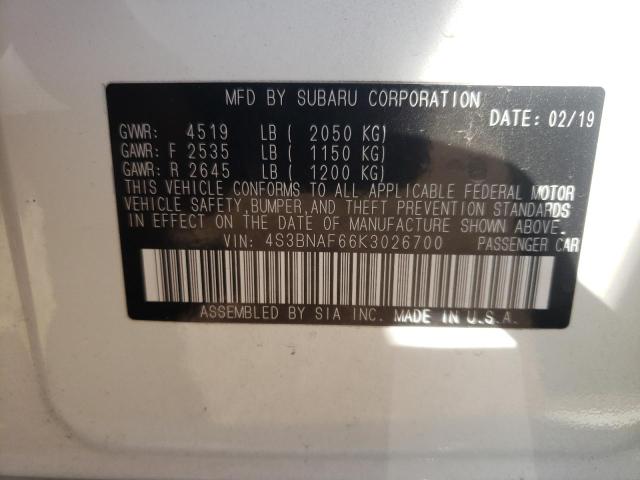 MFD BY SUBARU CORPORATION
DATE: 02/19
GVWR: 4519 LB ( 2050 KG)
GAWR: F 2535 LB ( 1150 KG)
GAWR: R 2645 LB ( 1200 KG)
THIS VEHICLE CONFORMS TO ALL APPLICABLE FEDERAL MOTOR
VEHICLE SAFETY, BUMPER, AND THEFT PREVENTION STANDARDS
IN EFFECT ON THE DATE OF MANUFACTURE SHOWN ABOVE.
VIN: 4S3BNAF66K3026700 PASSENGER CAR
ASSEMBLED BY SIA INC. MADE IN U.S.A.